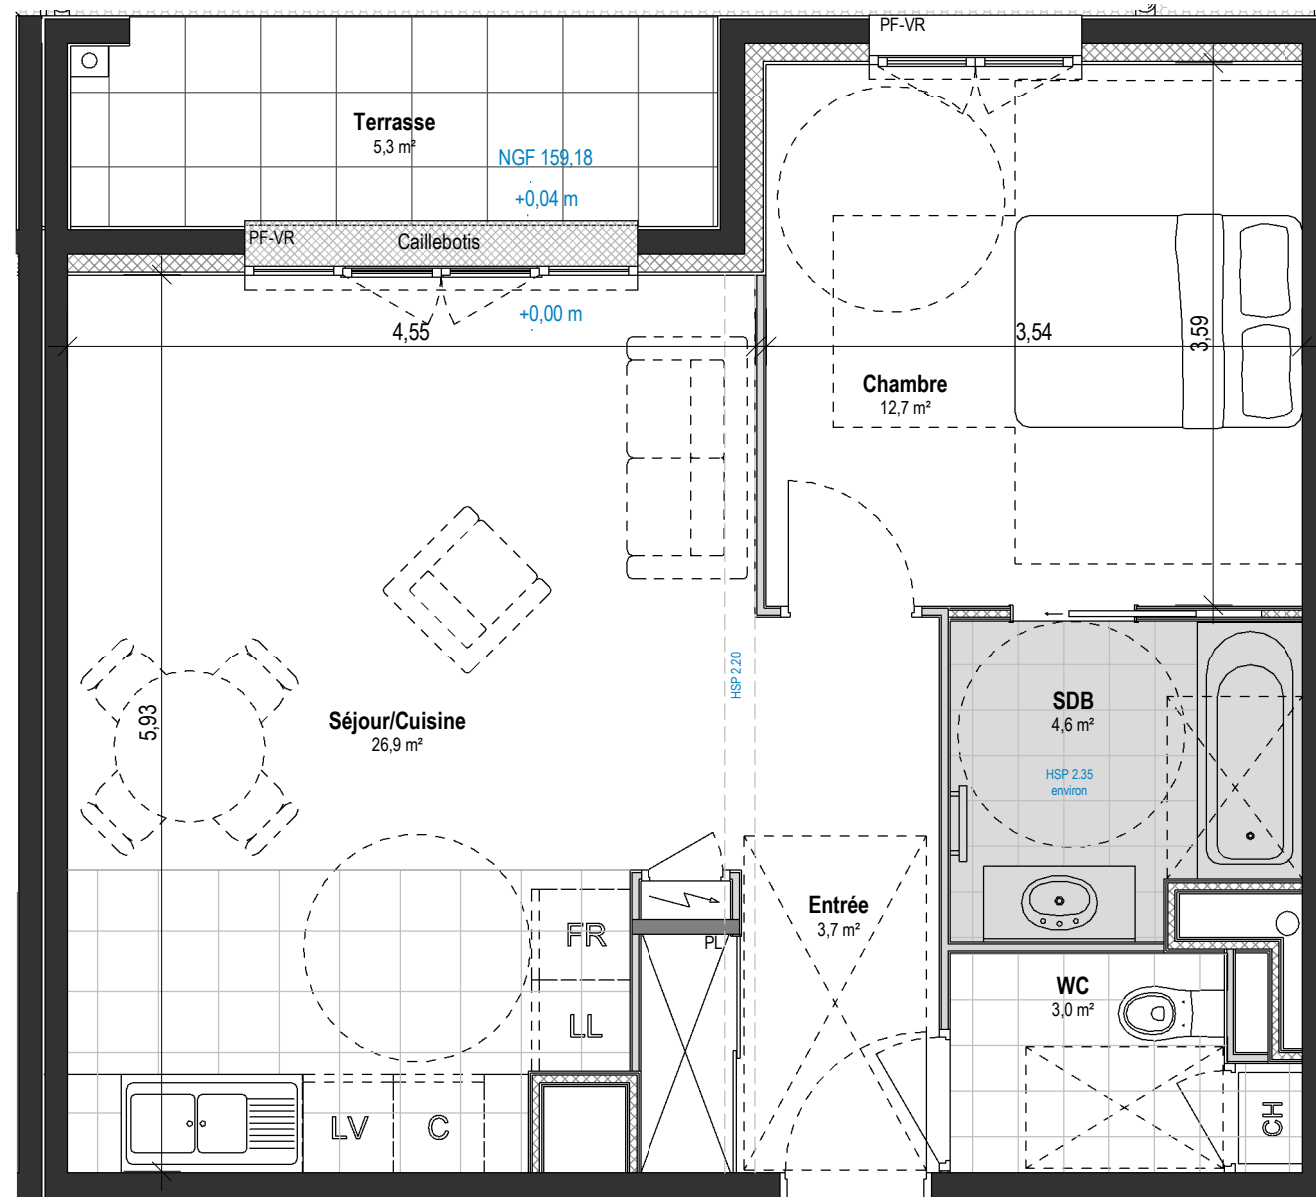 PF-VR
Terrasse
5,3 m²
NGF 159,18
+0,04 m
PF-VR
Caillebotis
+0,00 m
4,55
3,54
3,59
Chambre
12,7 m²
HSP 2.20
5,93
Séjour/Cuisine
26,9 m²
SDB
4,6 m²
HSP 2.35
environ
Entrée
3,7 m²
FR
PL
LL
WC
3,0 m²
LV
C
CH